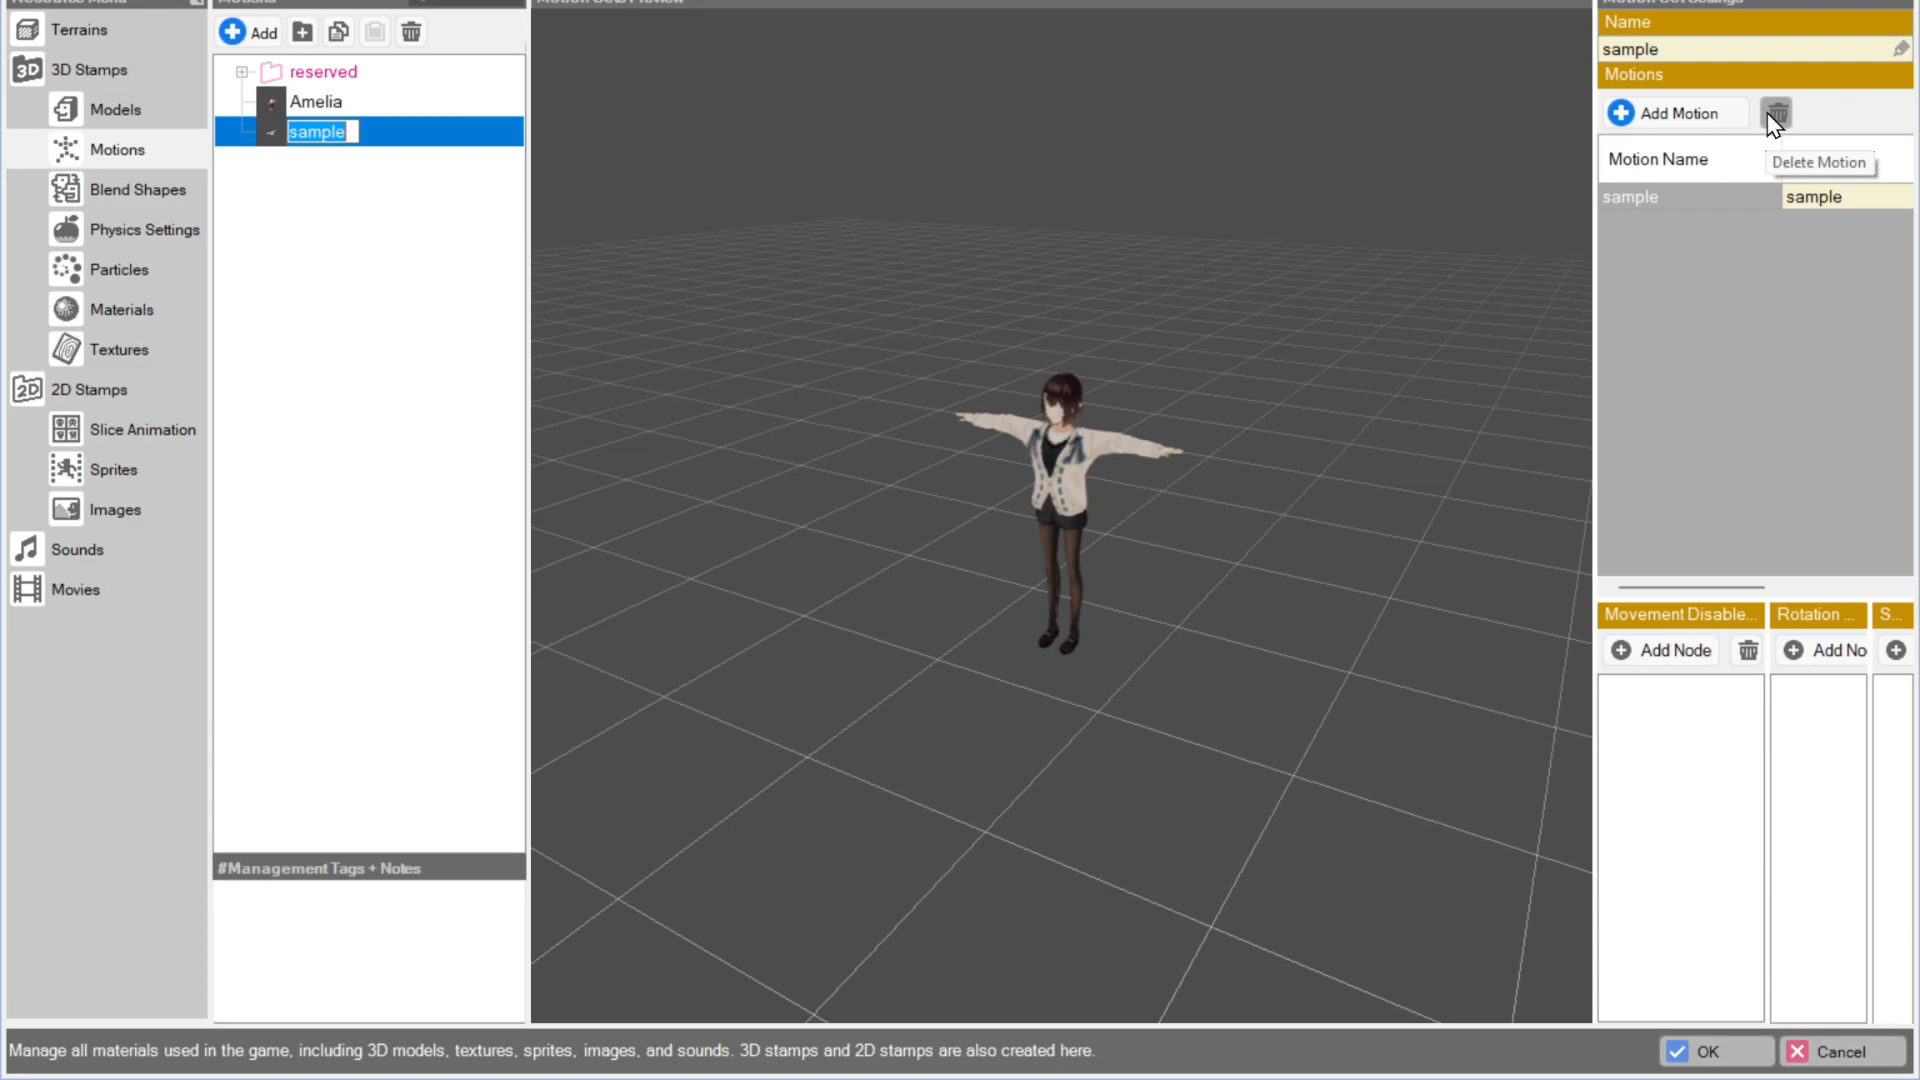 Terrains
3D Stamps
Models
Motions
Blend Shapes
Physics Settings
Particles
Materials
Textures
2D Stamps
Slice Animation
Sprites
Images
Sounds
Movies
Add
reserved
Amelia
sample
#Management Tags + Notes
Name
sample
Motions
Add Motion
Motion Name
Delete Motion
sample
sample
Movement Disable...
Rotation ...
S...
Add Node
Add No
Manage all materials used in the game, including 3D models, textures, sprites, images, and sounds. 3D stamps and 2D stamps are also created here.
OK
Cancel